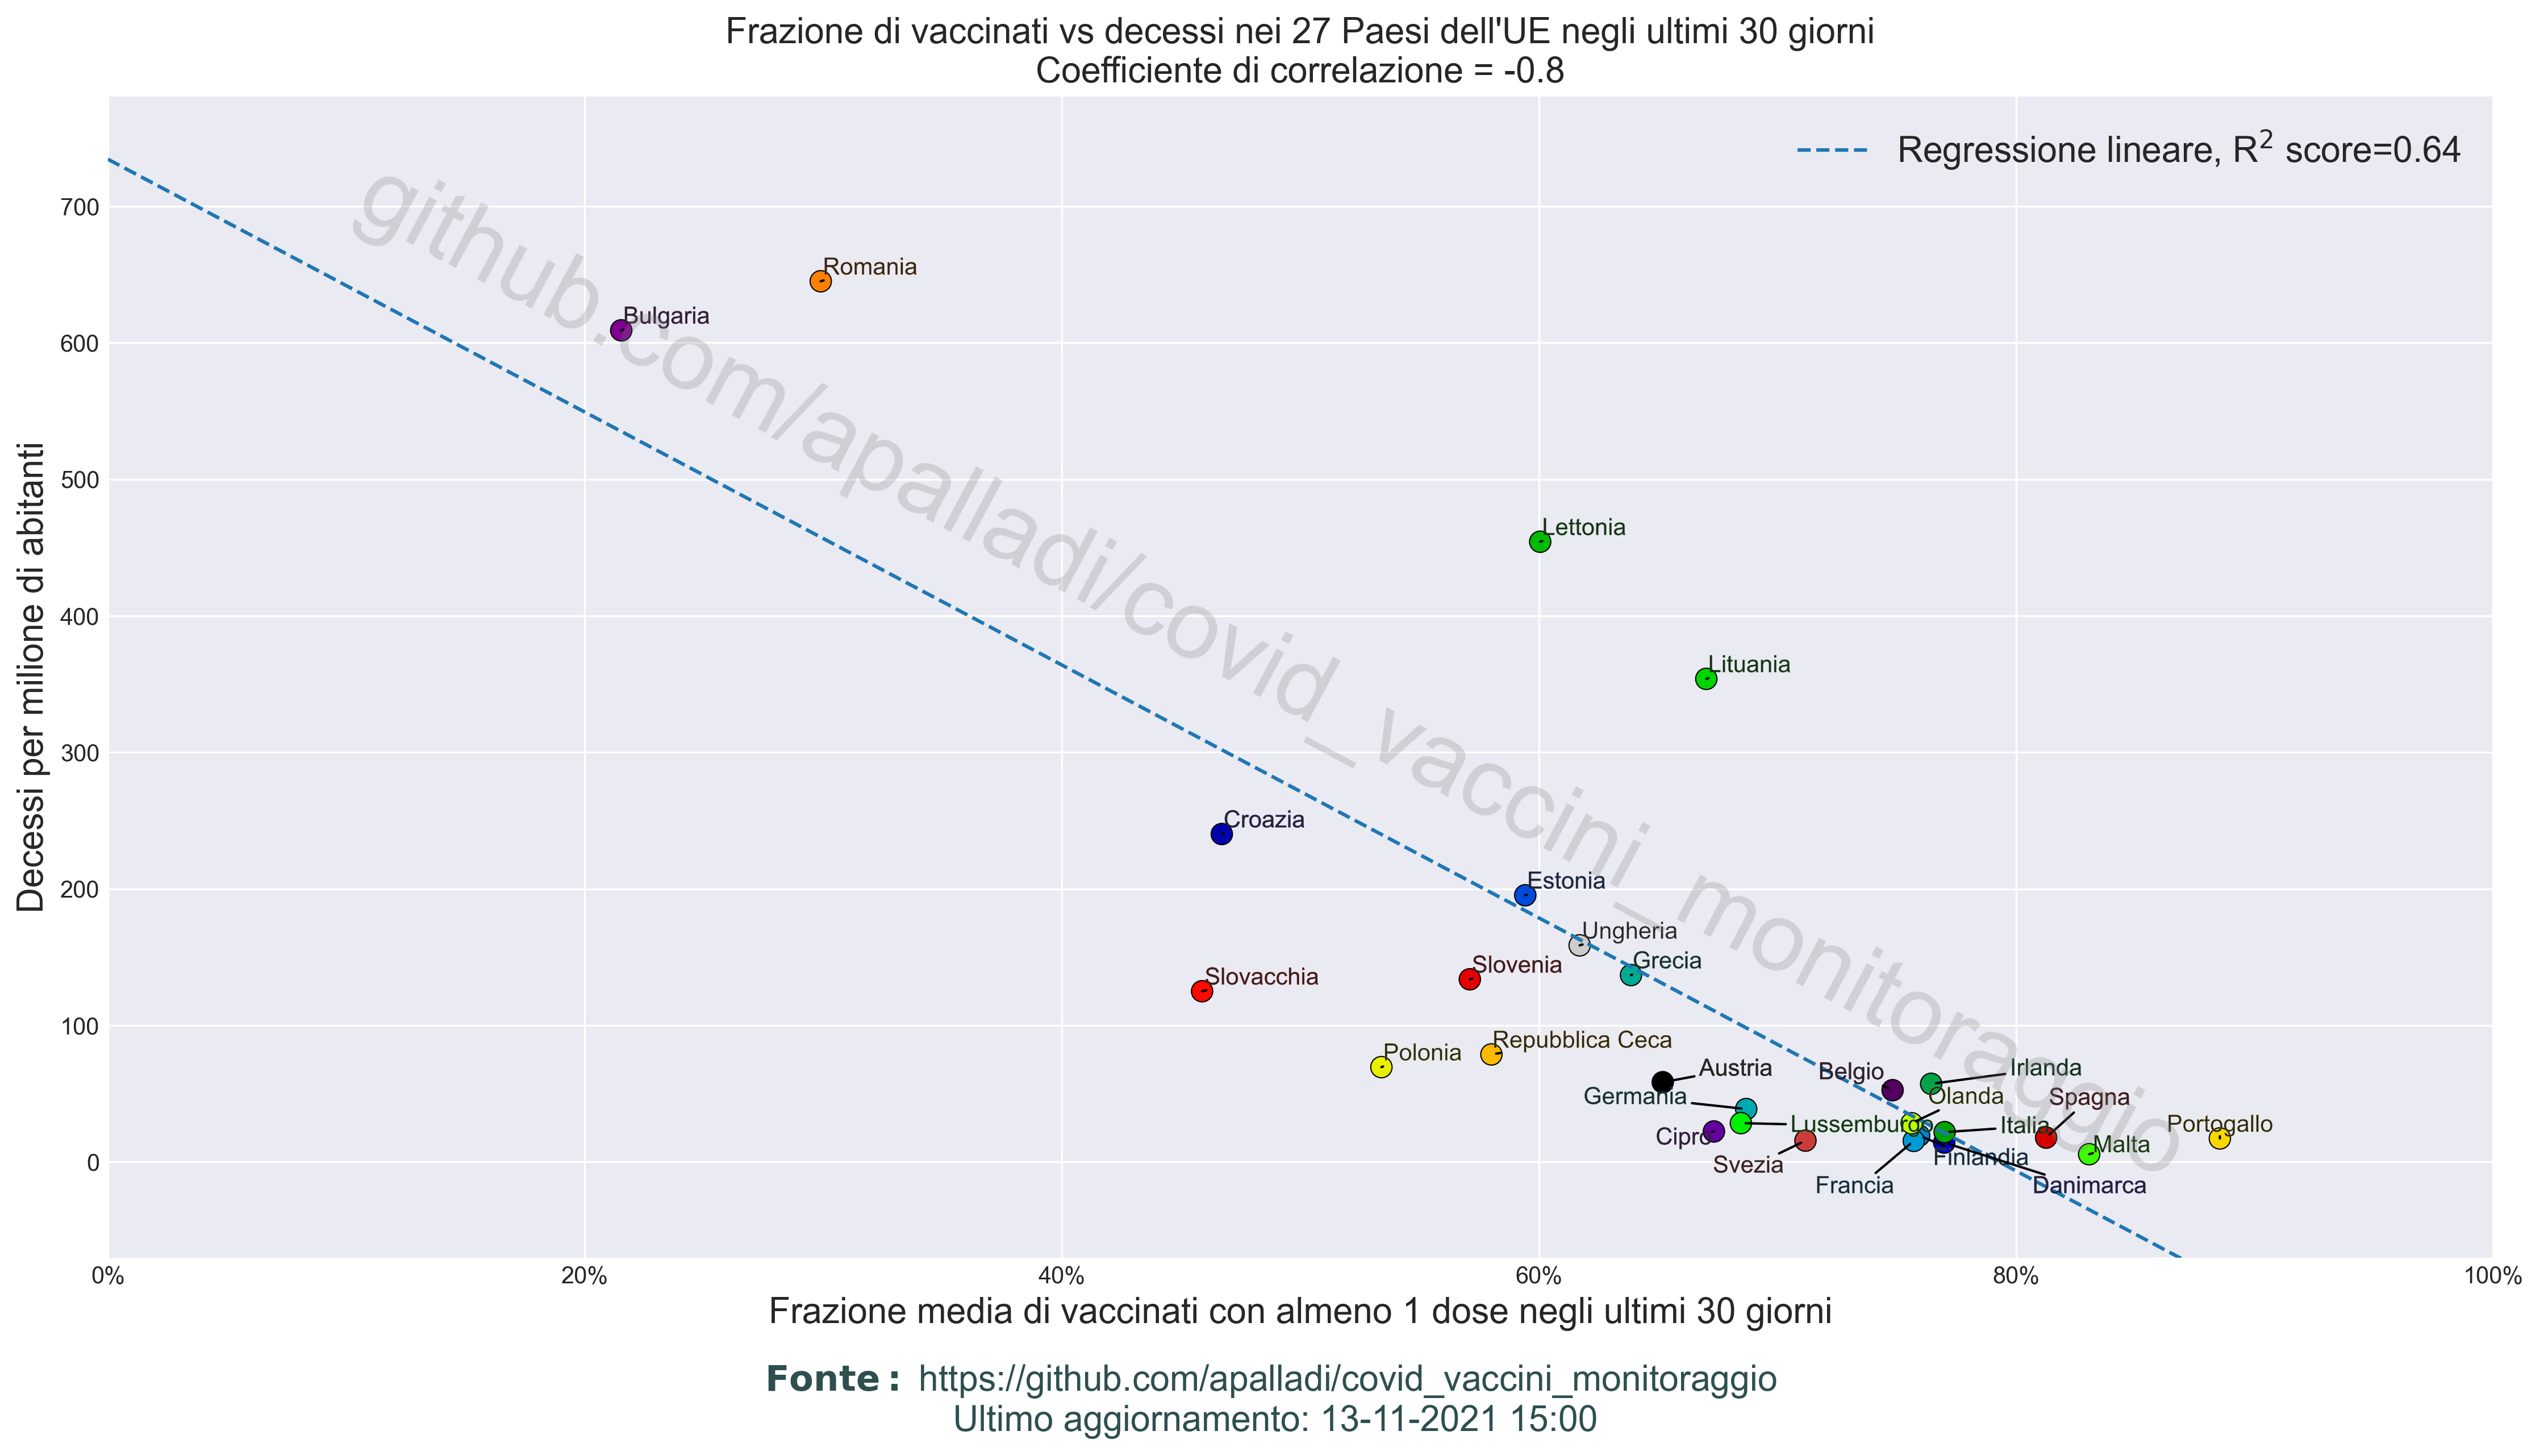 Frazione di vaccinati vs decessi nei 27 Paesi dell'UE negli ultimi 30 giorni
Coefficiente di correlazione = -0.8
Regressione lineare, R² score=0.64
Decessi per milione di abitanti
700
600
500
400
300
200
100
0
github.com/apalladi/covid_vaccini_monitoraggio
Romania
Bulgaria
Lettonia
Lituania
Croazia
Estonia
Ungheria
Grecia
Slovenia
Slovacchia
Repubblica Ceca
Polonia
Austria
Belgio
Irlanda
Germania
Olanda
Spagna
Lussemburgo
Italia
Portogallo
Cipro
Malta
Svezia
Finlandia
Francia
Danimarca
0%
20%
40%
60%
80%
100%
Frazione media di vaccinati con almeno 1 dose negli ultimi 30 giorni
Fonte: https://github.com/apalladi/covid_vaccini_monitoraggio
Ultimo aggiornamento: 13-11-2021 15:00